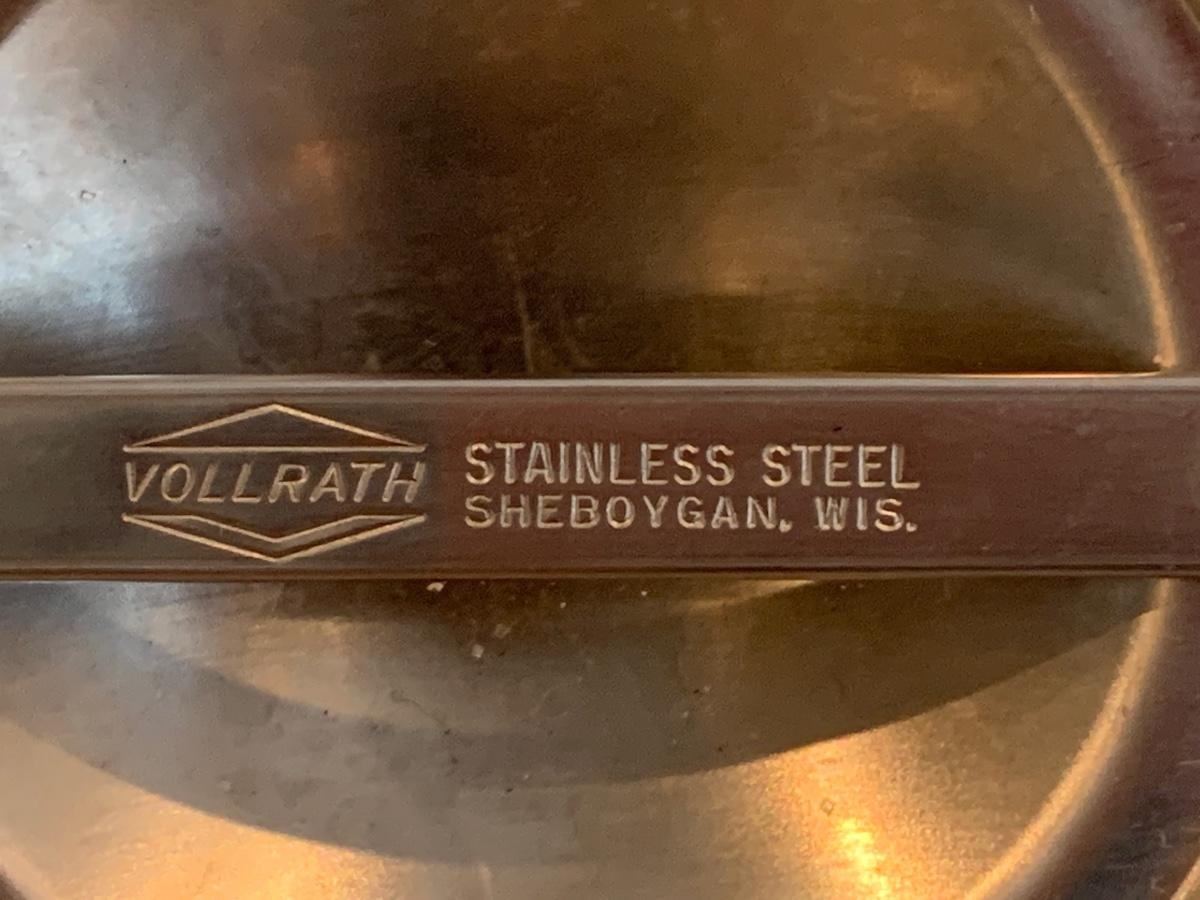 VOLLRATH
STAINLESS STEEL
SHEBOYGAN, WIS.